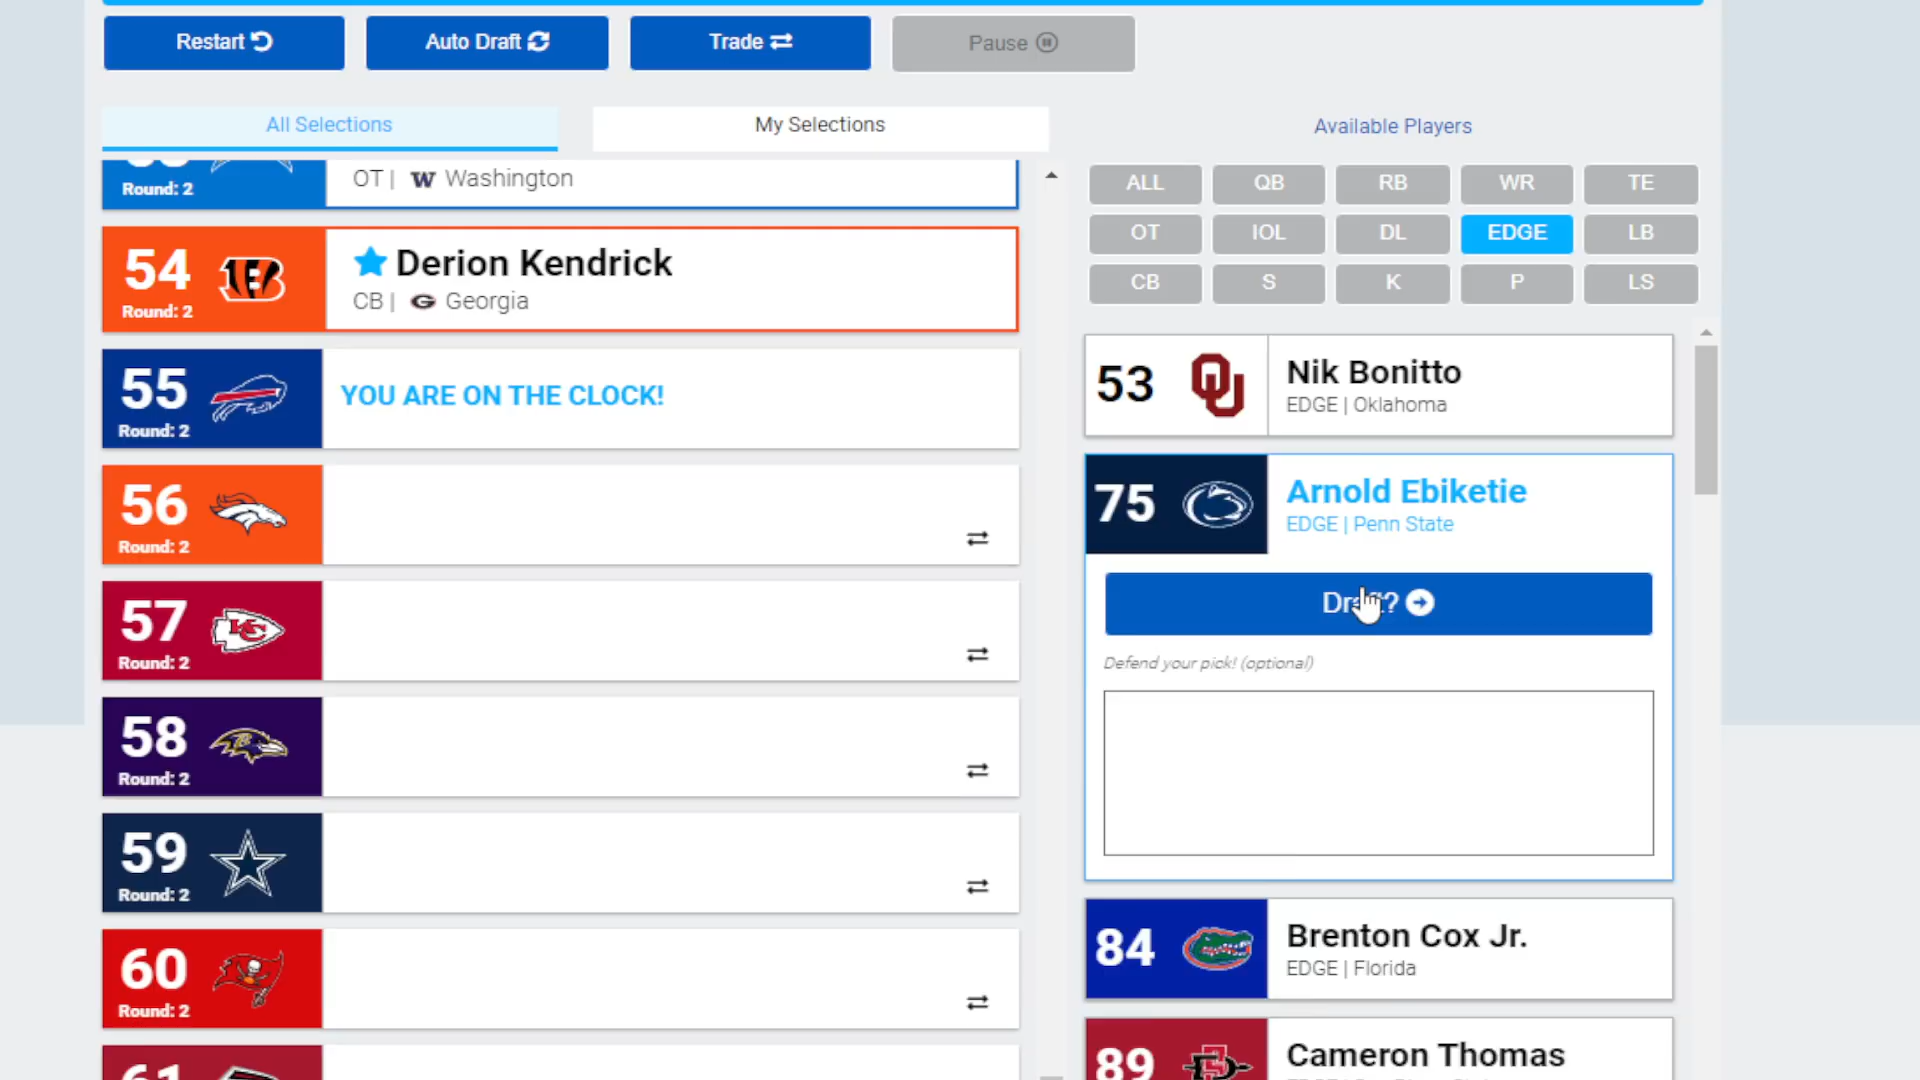 Restart
Auto Draft
Trade
Pause
All Selections
My Selections
Available Players
Round: 2
OT | W Washington
54
Round: 2
Derion Kendrick
CB | G Georgia
55
Round: 2
YOU ARE ON THE CLOCK!
56
Round: 2
57
Round: 2
58
Round: 2
59
Round: 2
60
Round: 2
61
ALL QB RB WR TE
OT IOL DL EDGE LB
CB S K P LS
53 OU
Nik Bonitto
EDGE | Oklahoma
75
Arnold Ebiketie
EDGE | Penn State
Draft?
Defend your pick! (optional)
84
Brenton Cox Jr.
EDGE | Florida
89
Cameron Thomas